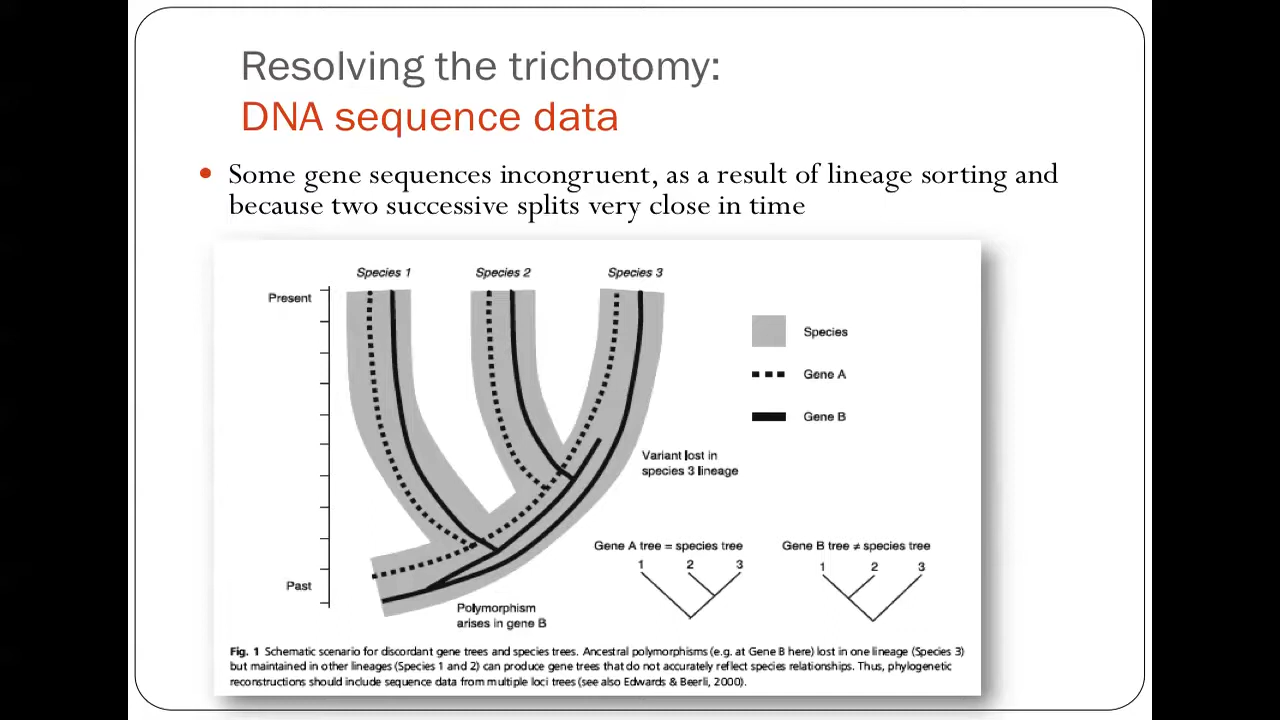 Resolving the trichotomy:
DNA sequence data
• Some gene sequences incongruent, as a result of lineage sorting and
because two successive splits very close in time
Species 1 Species 2 Species 3
Present
Species
Gene A
Gene B
Variant lost in
species 3 lineage
Gene A tree = species tree Gene B tree ≠ species tree
1 2 3 1 2 3
Past
Polymorphism
arises in gene B
Fig. 1 Schematic scenario for discordant gene trees and species trees. Ancestral polymorphisms (e.g. at Gene B here) lost in one lineage (Species 3)
but maintained in other lineages (Species 1 and 2) can produce gene trees that do not accurately reflect species relationships. Thus, phylogenetic
reconstructions should include sequence data from multiple loci trees (see also Edwards & Beerli, 2000).